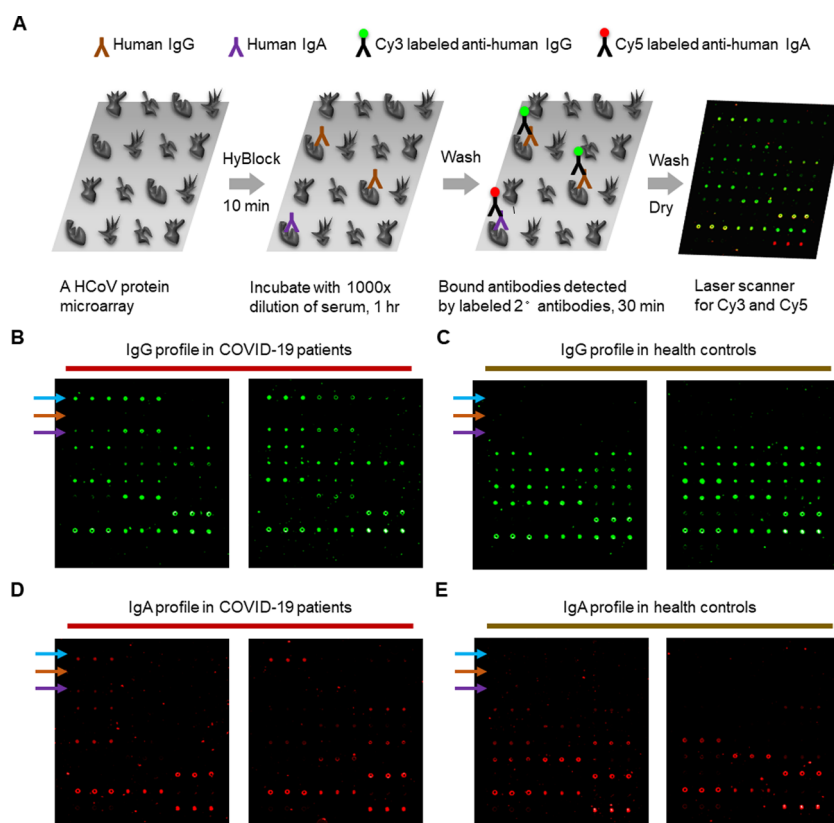 A
Human IgG
Human IgA
Cy3 labeled anti-human IgG
Cy5 labeled anti-human IgA
HyBlock
10 min
Wash
Wash
Dry
A HCoV protein
microarray
Incubate with 1000x
dilution of serum, 1 hr
Bound antibodies detected
by labeled 2° antibodies, 30 min
Laser scanner
for Cy3 and Cy5
B
IgG profile in COVID-19 patients
C
IgG profile in health controls
D
IgA profile in COVID-19 patients
E
IgA profile in health controls